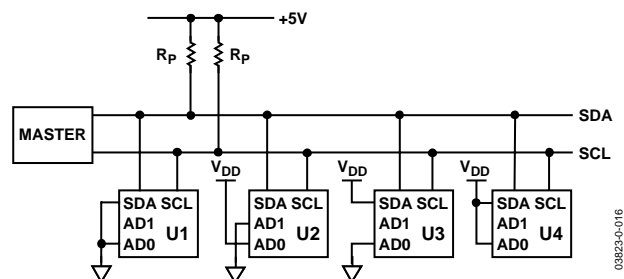 +5V
RP RP
SDA
MASTER
SCL
VDD VDD VDD
SDA SCL SDA SCL SDA SCL SDA SCL
AD1 AD1 AD1 AD1
AD0 U1 AD0 U2 AD0 U3 AD0 U4
03823-0-016